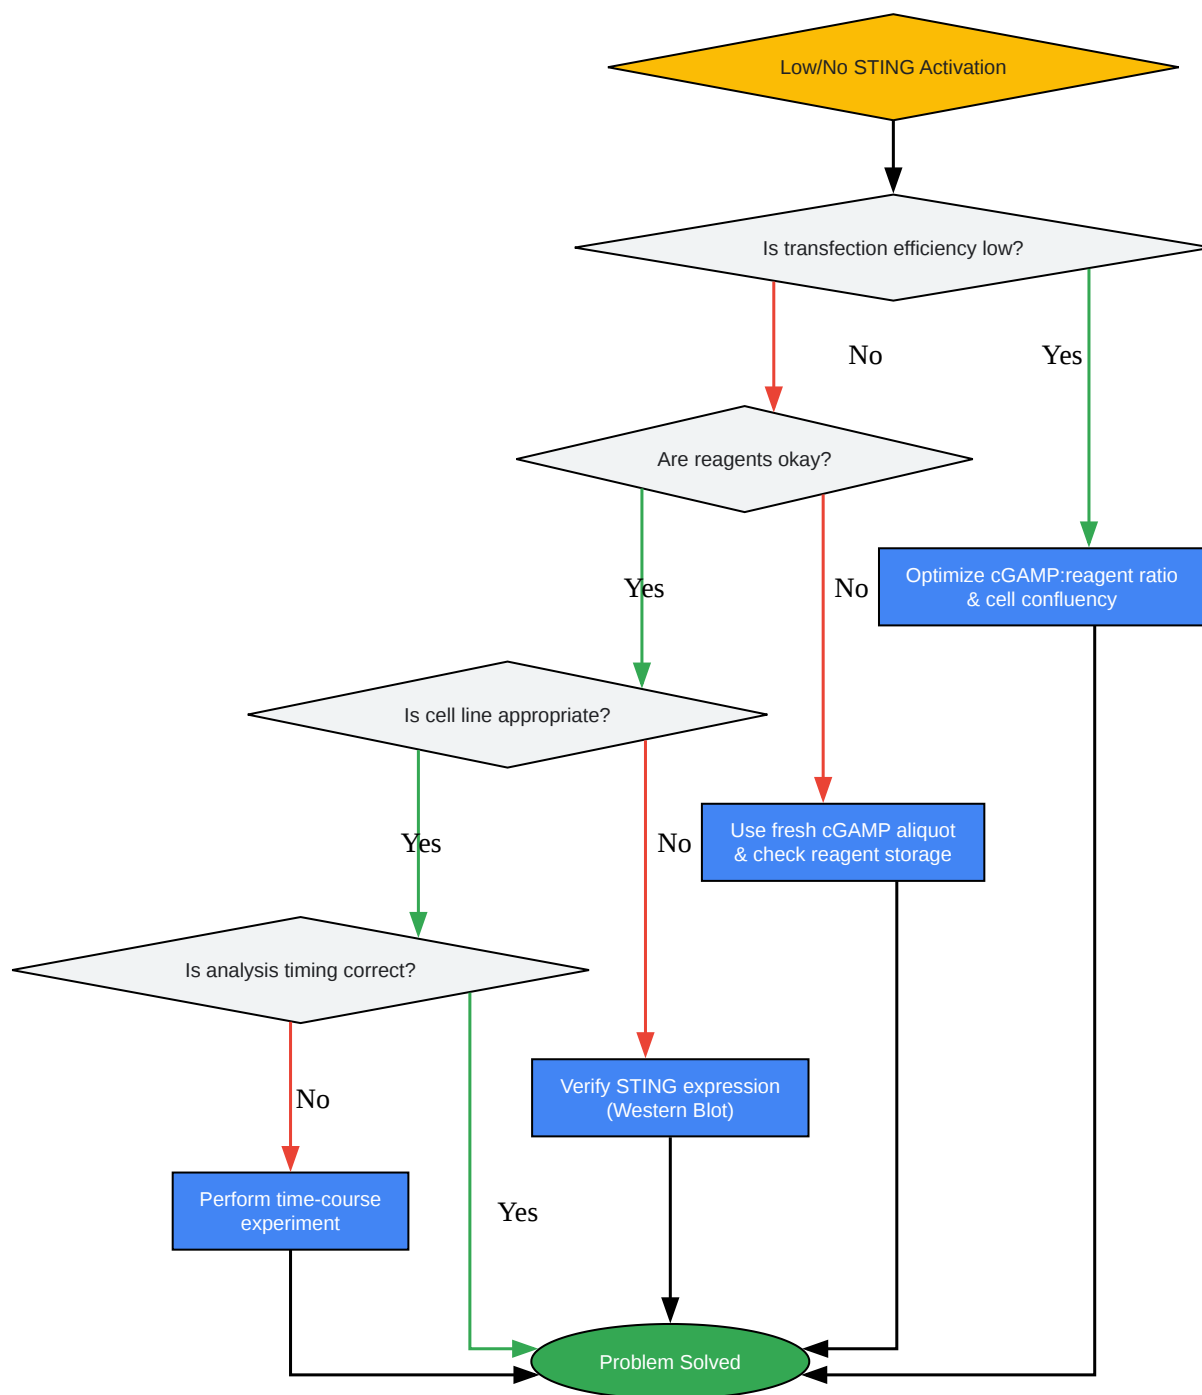 Low/No STING Activation
Is transfection efficiency low?
No
Yes
Are reagents okay?
Optimize cGAMP:reagent ratio
& cell confluency
Yes
No
Is cell line appropriate?
Use fresh cGAMP aliquot
& check reagent storage
Yes
No
Is analysis timing correct?
Verify STING expression
(Western Blot)
No
Yes
Perform time-course
experiment
Problem Solved